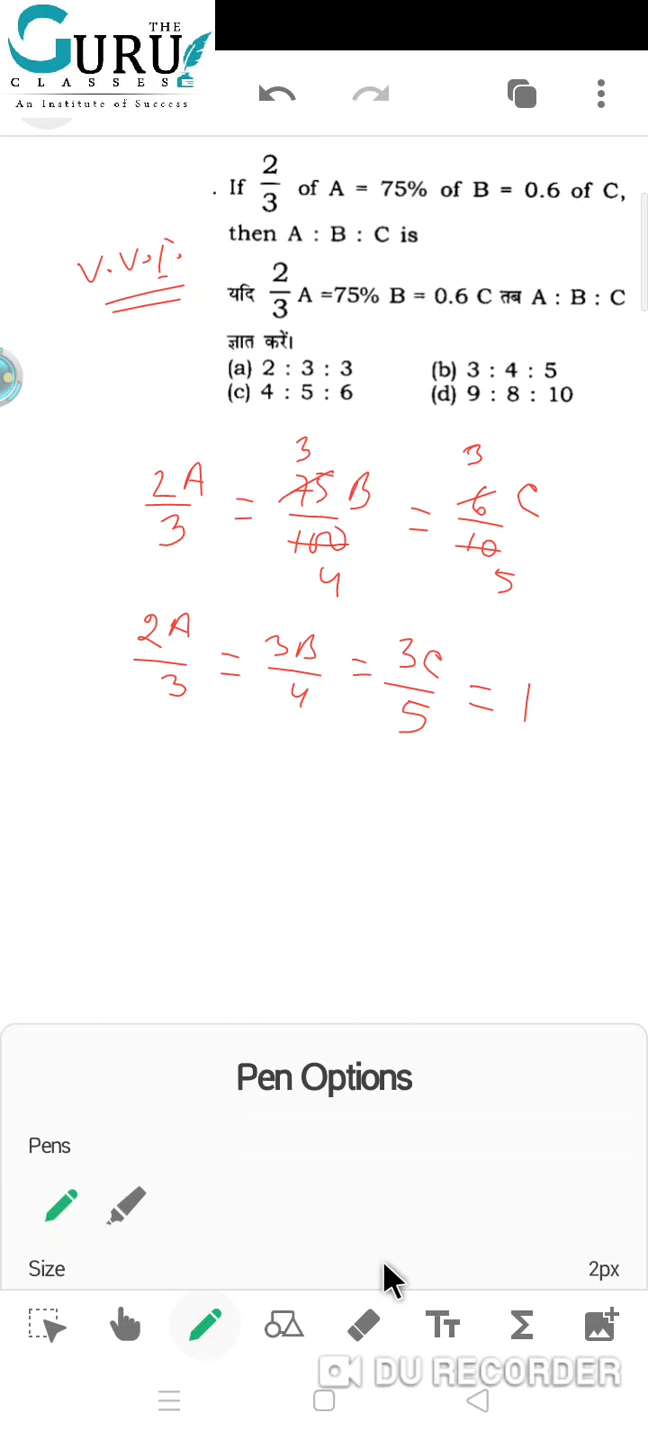 THE
GURU
CLASSES
An Institute of Success
. If 2/3 of A = 75% of B = 0.6 of C,
then A : B : C is
V.V.I.
यदि 2/3 A =75% B = 0.6 C तब A : B : C
ज्ञात करें।
(a) 2 : 3 : 3 (b) 3 : 4 : 5
(c) 4 : 5 : 6 (d) 9 : 8 : 10
3 3
2A/3 = 75/100 B = 6/10 C
4 5
2A/3 = 3B/4 = 3C/5 = 1
Pen Options
Pens
Size 2px
TT Σ
DU RECORDER